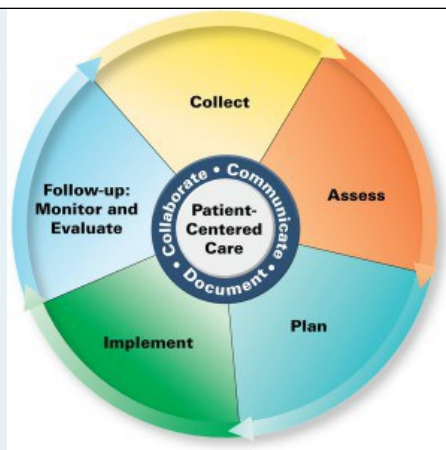 Collect
Assess
Plan
Implement
Follow-up:
Monitor and
Evaluate
Collaborate • Communicate • Document •
Patient-
Centered
Care